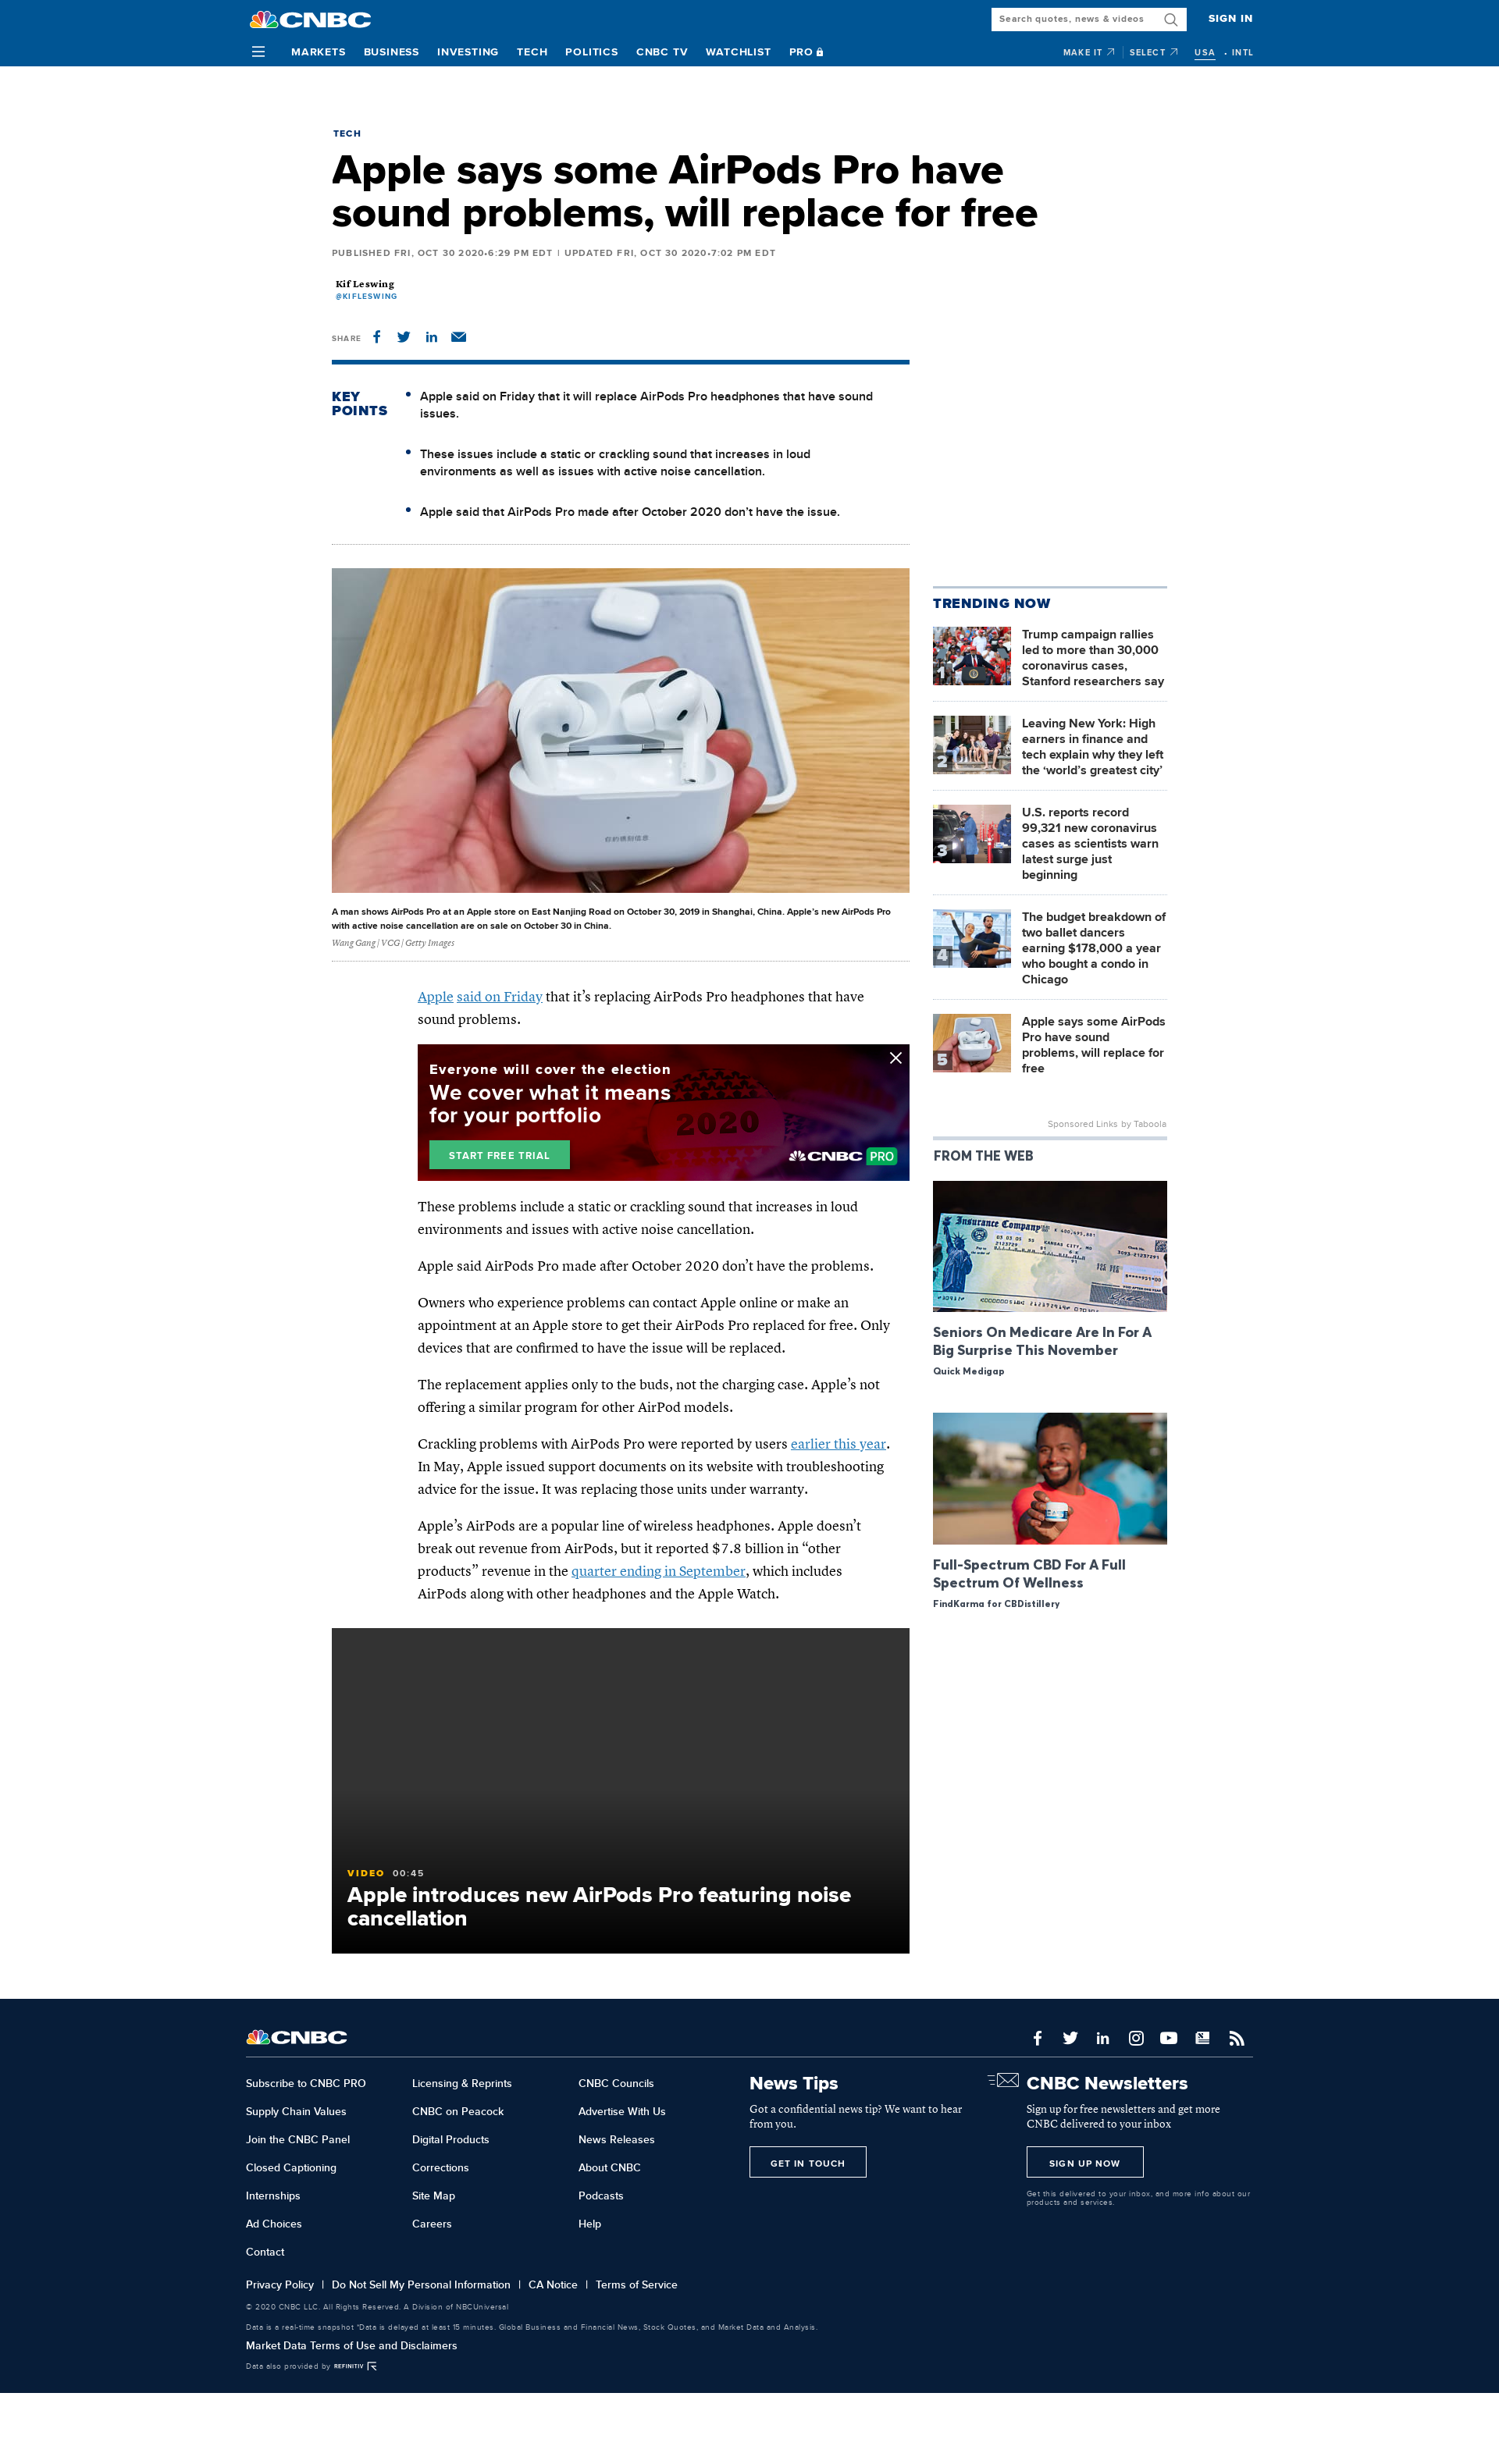 CNBC
Search quotes, news & videos
SIGN IN
MARKETS
BUSINESS
INVESTING
TECH
POLITICS
CNBC TV
WATCHLIST
PRO
MAKE IT
SELECT
USA
• INTL
TECH
Apple says some AirPods Pro have
sound problems, will replace for free
PUBLISHED FRI, OCT 30 2020•6:29 PM EDT | UPDATED FRI, OCT 30 2020•7:02 PM EDT
Kif Leswing
@KIFLESWING
SHARE
KEY
POINTS
Apple said on Friday that it will replace AirPods Pro headphones that have sound
issues.
These issues include a static or crackling sound that increases in loud
environments as well as issues with active noise cancellation.
Apple said that AirPods Pro made after October 2020 don’t have the issue.
A man shows AirPods Pro at an Apple store on East Nanjing Road on October 30, 2019 in Shanghai, China. Apple’s new AirPods Pro
with active noise cancellation are on sale on October 30 in China.
Wang Gang | VCG | Getty Images
Apple said on Friday that it’s replacing AirPods Pro headphones that have
sound problems.
Everyone will cover the election
We cover what it means
for your portfolio
2020
START FREE TRIAL
CNBC PRO
These problems include a static or crackling sound that increases in loud
environments and issues with active noise cancellation.
Apple said AirPods Pro made after October 2020 don’t have the problems.
Owners who experience problems can contact Apple online or make an
appointment at an Apple store to get their AirPods Pro replaced for free. Only
devices that are confirmed to have the issue will be replaced.
The replacement applies only to the buds, not the charging case. Apple’s not
offering a similar program for other AirPod models.
Crackling problems with AirPods Pro were reported by users earlier this year.
In May, Apple issued support documents on its website with troubleshooting
advice for the issue. It was replacing those units under warranty.
Apple’s AirPods are a popular line of wireless headphones. Apple doesn’t
break out revenue from AirPods, but it reported $7.8 billion in “other
products” revenue in the quarter ending in September, which includes
AirPods along with other headphones and the Apple Watch.
VIDEO 00:45
Apple introduces new AirPods Pro featuring noise
cancellation
TRENDING NOW
1
Trump campaign rallies
led to more than 30,000
coronavirus cases,
Stanford researchers say
2
Leaving New York: High
earners in finance and
tech explain why they left
the ‘world’s greatest city’
3
U.S. reports record
99,321 new coronavirus
cases as scientists warn
latest surge just
beginning
4
The budget breakdown of
two ballet dancers
earning $178,000 a year
who bought a condo in
Chicago
5
Apple says some AirPods
Pro have sound
problems, will replace for
free
Sponsored Links by Taboola
FROM THE WEB
Insurance Company
KANSAS CITY, MO
Seniors On Medicare Are In For A
Big Surprise This November
Quick Medigap
Full-Spectrum CBD For A Full
Spectrum Of Wellness
FindKarma for CBDistillery
CNBC
Subscribe to CNBC PRO
Supply Chain Values
Join the CNBC Panel
Closed Captioning
Internships
Ad Choices
Contact
Licensing & Reprints
CNBC on Peacock
Digital Products
Corrections
Site Map
Careers
CNBC Councils
Advertise With Us
News Releases
About CNBC
Podcasts
Help
News Tips
Got a confidential news tip? We want to hear
from you.
GET IN TOUCH
CNBC Newsletters
Sign up for free newsletters and get more
CNBC delivered to your inbox
SIGN UP NOW
Get this delivered to your inbox, and more info about our
products and services.
Privacy Policy | Do Not Sell My Personal Information | CA Notice | Terms of Service
© 2020 CNBC LLC. All Rights Reserved. A Division of NBCUniversal
Data is a real-time snapshot *Data is delayed at least 15 minutes. Global Business and Financial News, Stock Quotes, and Market Data and Analysis.
Market Data Terms of Use and Disclaimers
Data also provided by REFINITIV